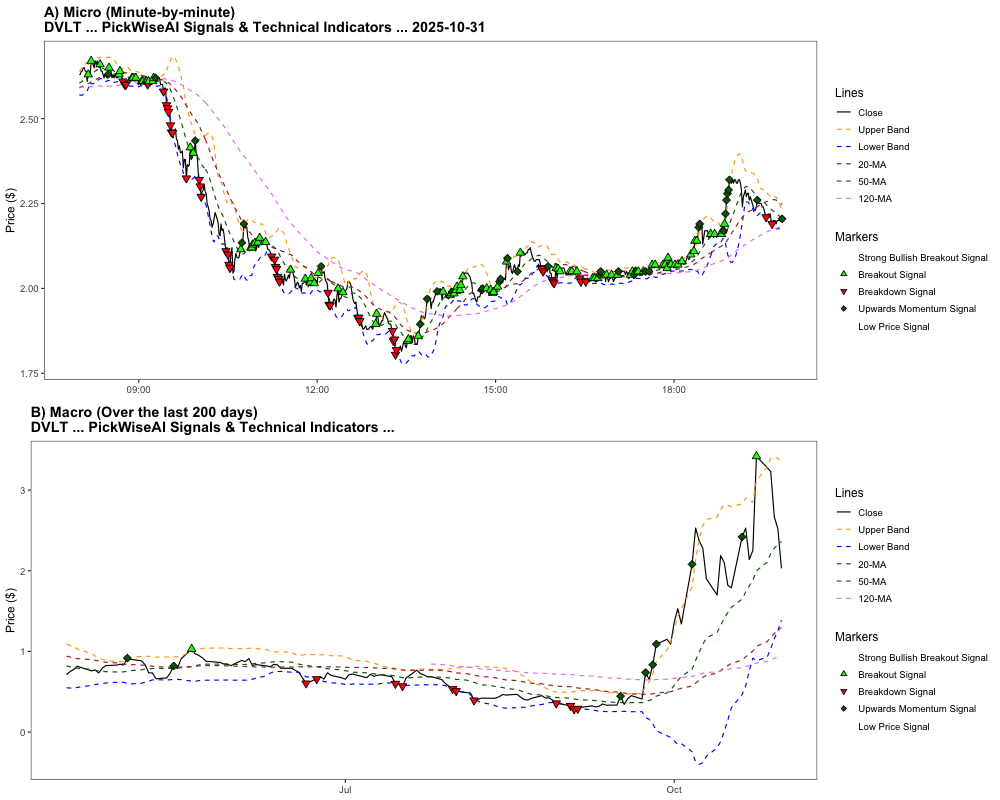 A) Micro (Minute-by-minute)
DVLT ... PickWiseAI Signals & Technical Indicators ... 2025-10-31
Price ($)
2.50
2.25
2.00
1.75
09:00
12:00
15:00
18:00
Lines
Close
Upper Band
Lower Band
20-MA
50-MA
120-MA
Markers
Strong Bullish Breakout Signal
Breakout Signal
Breakdown Signal
Upwards Momentum Signal
Low Price Signal
B) Macro (Over the last 200 days)
DVLT ... PickWiseAI Signals & Technical Indicators ...
Price ($)
3
2
1
0
Jul
Oct
Lines
Close
Upper Band
Lower Band
20-MA
50-MA
120-MA
Markers
Strong Bullish Breakout Signal
Breakout Signal
Breakdown Signal
Upwards Momentum Signal
Low Price Signal